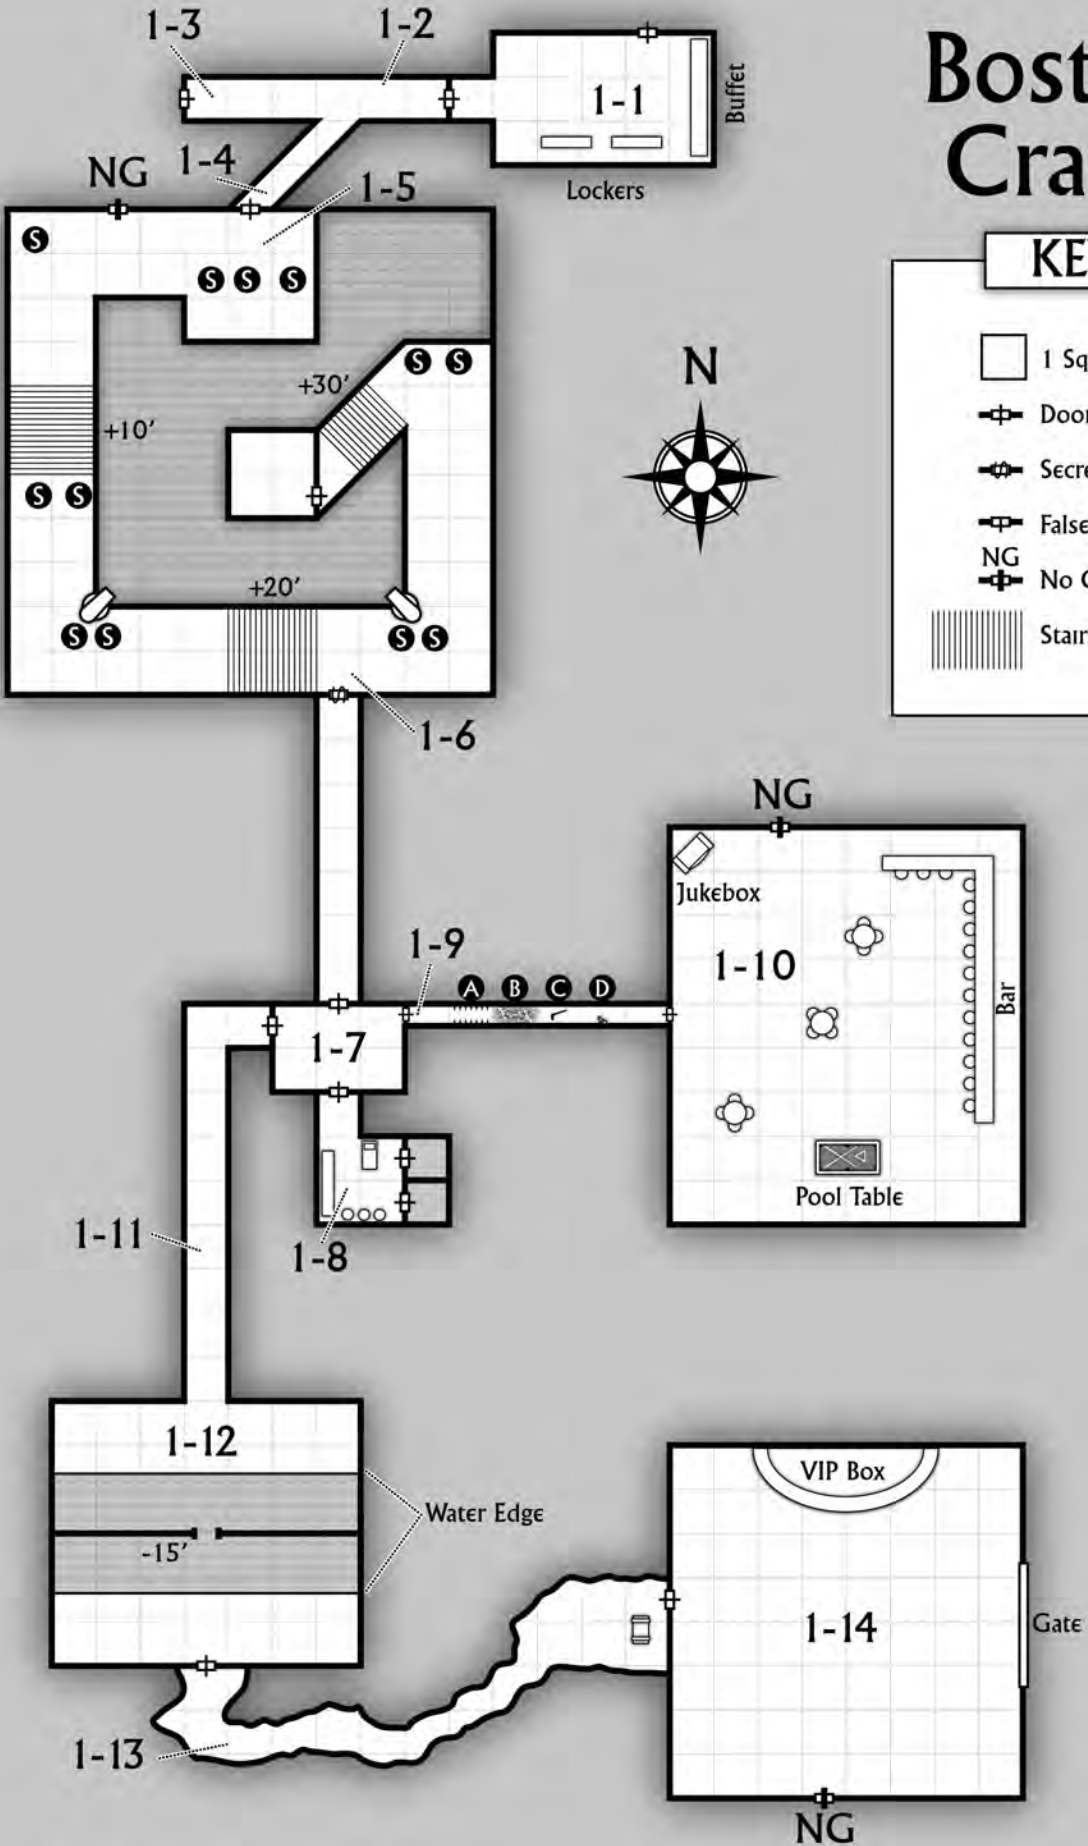 1-3
1-2
1-1
Buffet
Lockers
Bost
Cra
NG
1-4
1-5
S
S S S
S S
+30'
+10'
S S
+20'
S S
S S
1-6
N
KE
1 Sq
Door
Secre
False
NG
No C
Stair
NG
Jukebox
1-10
Bar
Pool Table
1-9
A B C D
1-7
1-8
1-11
1-12
-15'
Water Edge
1-13
VIP Box
1-14
Gate
NG